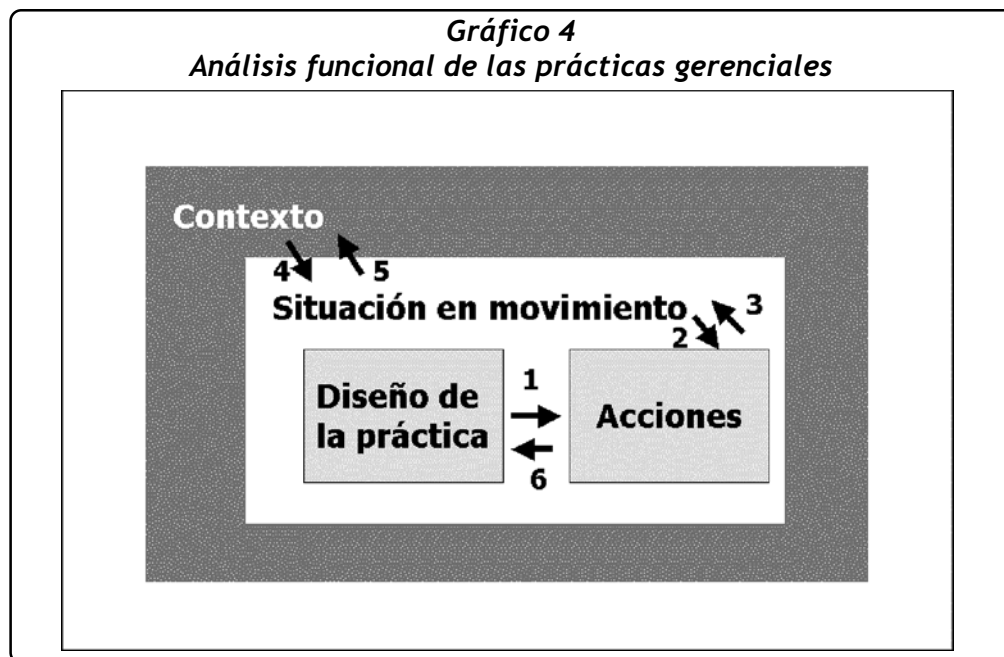 Gráfico 4
Análisis funcional de las prácticas gerenciales
Contexto
4
5
Situación en movimiento
3
2
Diseño de
la práctica
1
6
Acciones